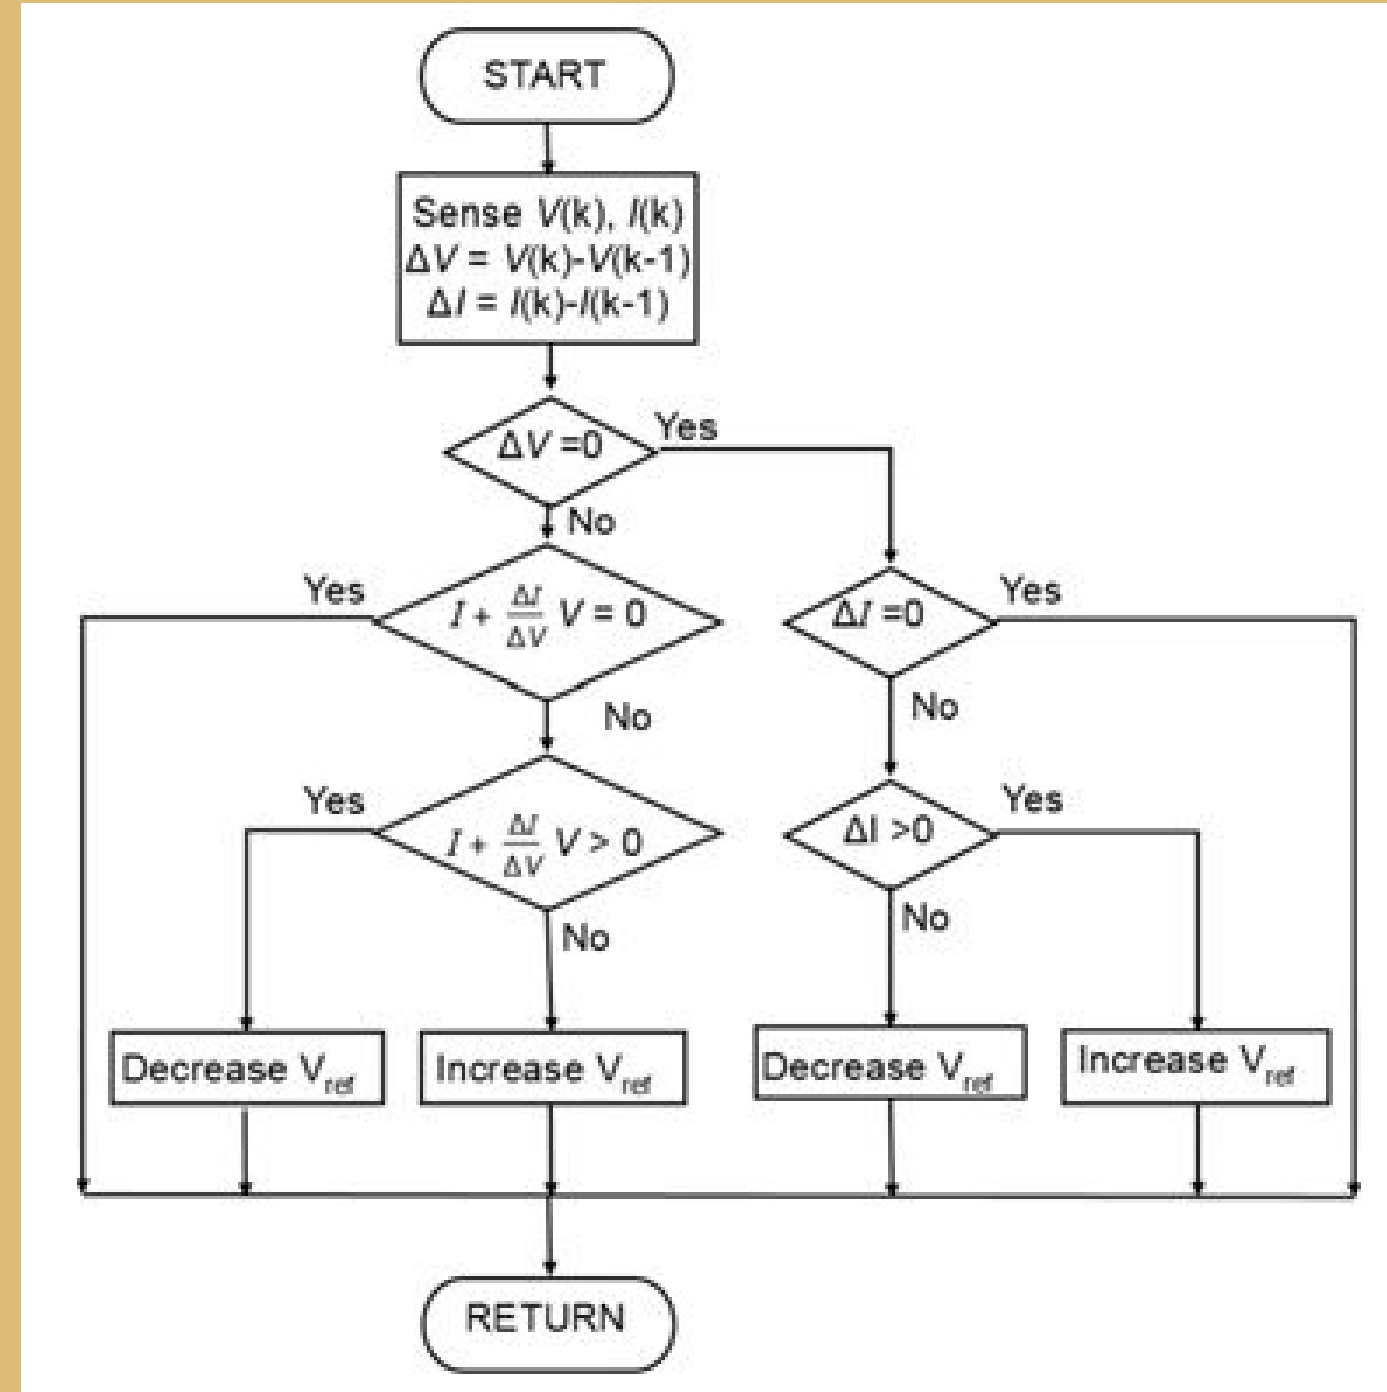 START
Sense V(k), I(k)
ΔV = V(k)-V(k-1)
ΔI = I(k)-I(k-1)
ΔV =0
Yes
No
I + ΔI/ΔV V = 0
Yes
No
ΔI =0
Yes
No
I + ΔI/ΔV V > 0
Yes
No
ΔI >0
Yes
No
Decrease Vref
Increase Vref
Decrease Vref
Increase Vref
RETURN